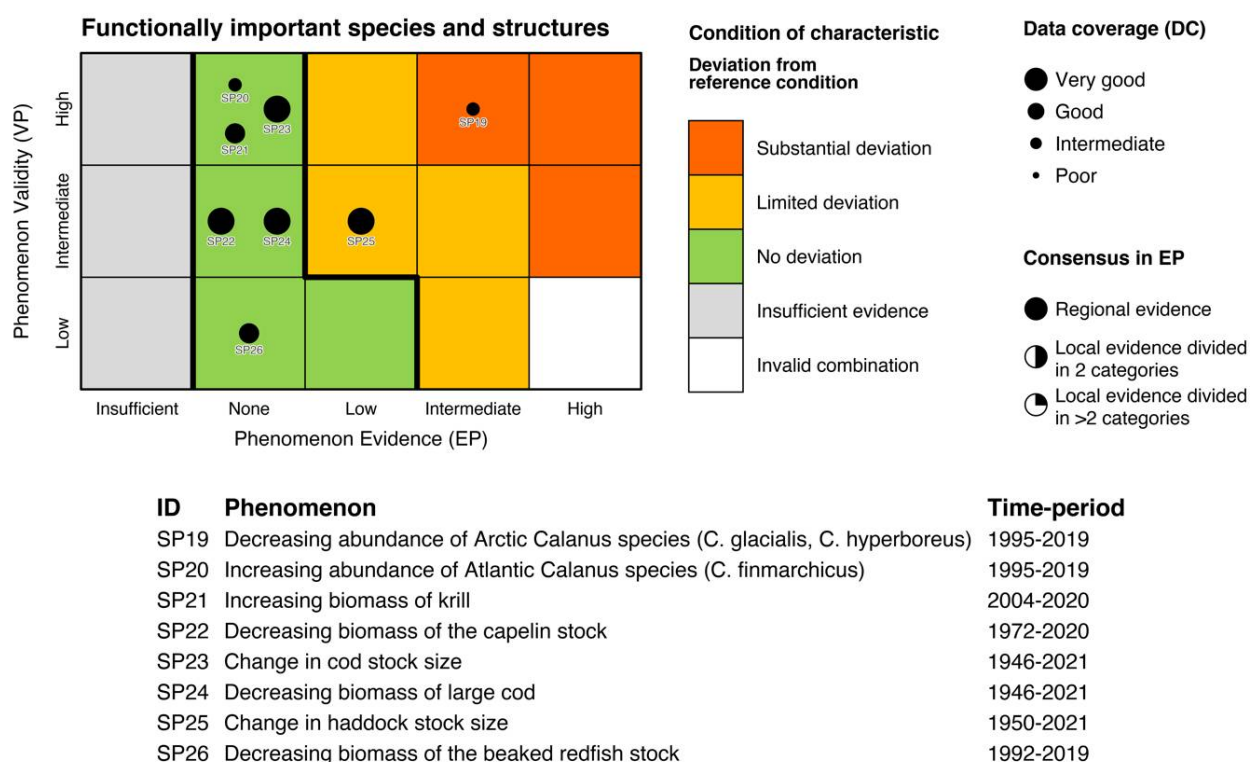 Functionally important species and structures
Phenomenon Validity (VP)
High
Intermediate
Low
SP20
SP23
SP21
SP19
SP22
SP24
SP25
SP26
Insufficient
None
Low
Intermediate
High
Phenomenon Evidence (EP)
Condition of characteristic
Deviation from
reference condition
Substantial deviation
Limited deviation
No deviation
Insufficient evidence
Invalid combination
Data coverage (DC)
Very good
Good
Intermediate
Poor
Consensus in EP
Regional evidence
Local evidence divided
in 2 categories
Local evidence divided
in >2 categories
ID Phenomenon Time-period
SP19 Decreasing abundance of Arctic Calanus species (C. glacialis, C. hyperboreus) 1995-2019
SP20 Increasing abundance of Atlantic Calanus species (C. finmarchicus) 1995-2019
SP21 Increasing biomass of krill 2004-2020
SP22 Decreasing biomass of the capelin stock 1972-2020
SP23 Change in cod stock size 1946-2021
SP24 Decreasing biomass of large cod 1946-2021
SP25 Change in haddock stock size 1950-2021
SP26 Decreasing biomass of the beaked redfish stock 1992-2019